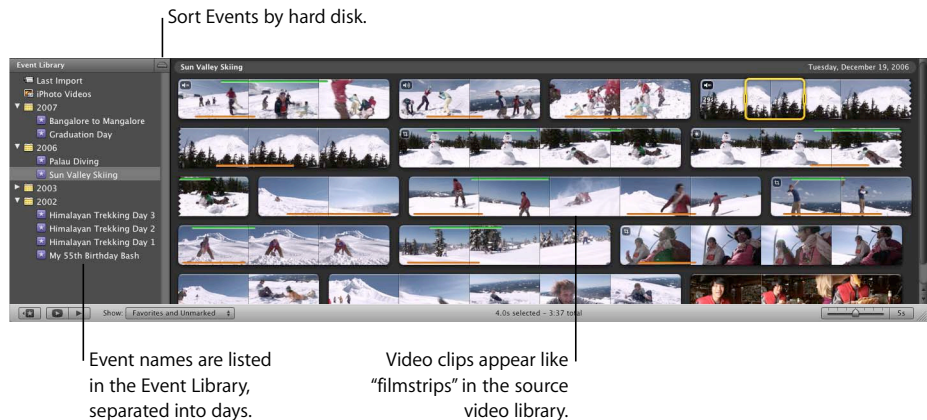 Sort Events by hard disk.
Event Library
Sun Valley Skiing
Tuesday, December 19, 2006
Last Import
iPhoto Videos
2007
Bangalore to Mangalore
Graduation Day
2006
Palau Diving
Sun Valley Skiing
2003
2002
Himalayan Trekking Day 3
Himalayan Trekking Day 2
Himalayan Trekking Day 1
My 55th Birthday Bash
Show: Favorites and Unmarked
4.0s selected – 3:37 total
5s
Event names are listed
in the Event Library,
separated into days.
Video clips appear like
“filmstrips” in the source
video library.